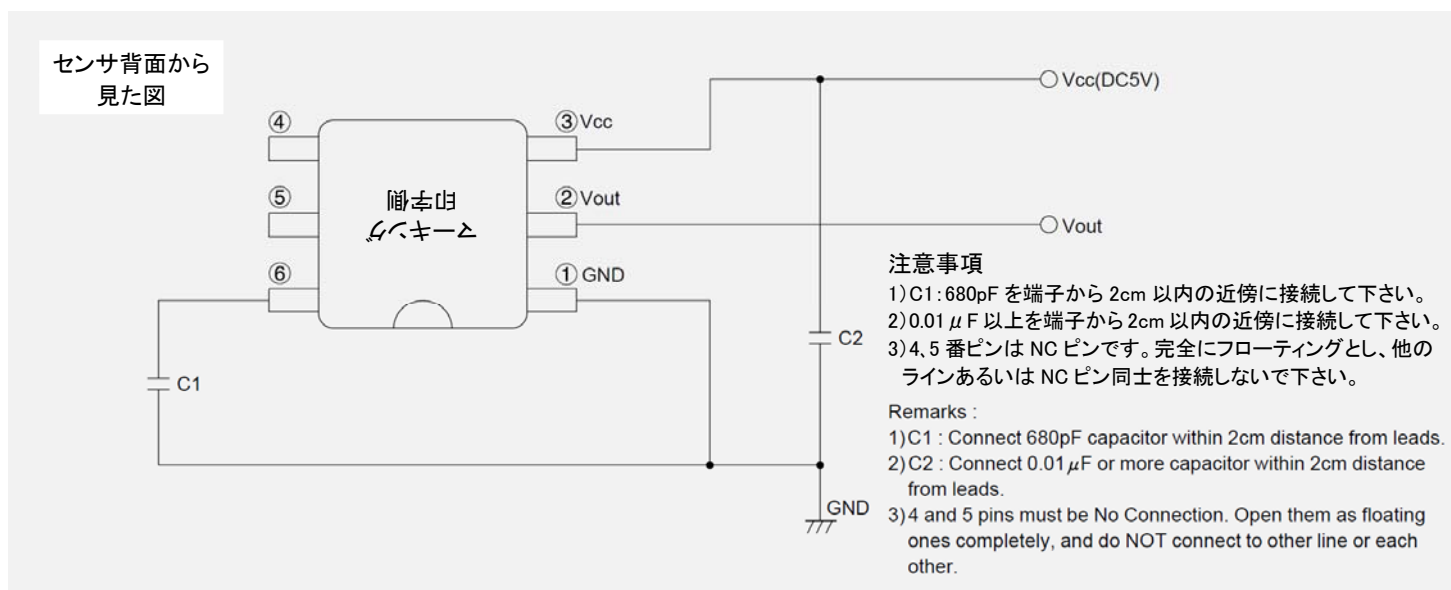 センサ背面から
見た図
④
③Vcc
Vcc(DC5V)
⑤
②Vout
Vout
マーキング
印字側
⑥
①GND
C1
C2
GND
注意事項
1)C1:680pF を端子から 2cm 以内の近傍に接続して下さい。
2)0.01μF 以上を端子から 2cm 以内の近傍に接続して下さい。
3)4、5 番ピンは NC ピンです。完全にフローティングとし、他の
ラインあるいは NC ピン同士を接続しないで下さい。
Remarks :
1)C1 : Connect 680pF capacitor within 2cm distance from leads.
2)C2 : Connect 0.01μF or more capacitor within 2cm distance
from leads.
3)4 and 5 pins must be No Connection. Open them as floating
ones completely, and do NOT connect to other line or each
other.